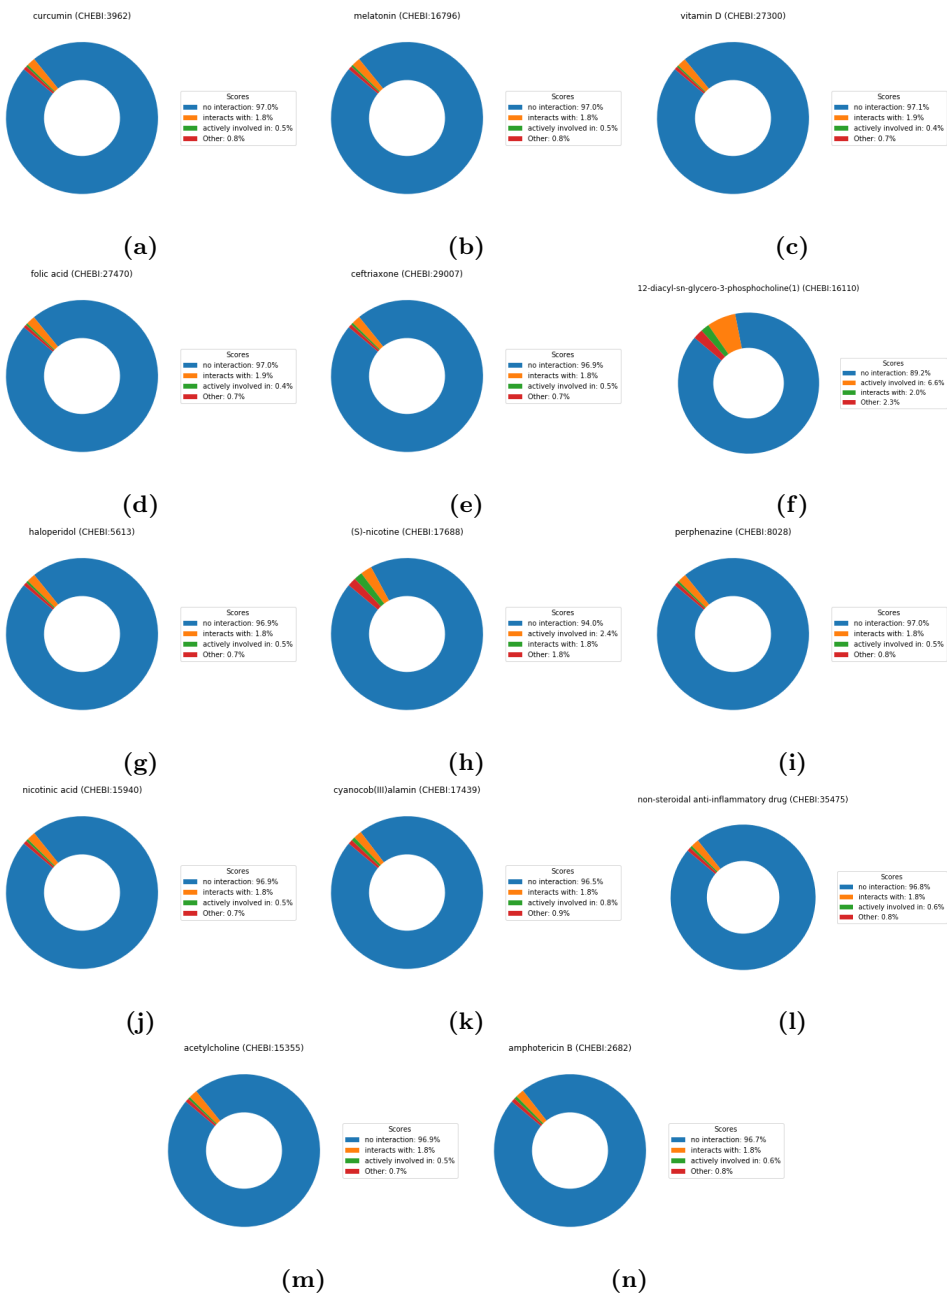 curcumin (CHEBI:3962)
Scores
no interaction: 97.0%
interacts with: 1.8%
actively involved in: 0.5%
Other: 0.8%
(a)
melatonin (CHEBI:16796)
Scores
no interaction: 97.0%
interacts with: 1.8%
actively involved in: 0.5%
Other: 0.8%
(b)
vitamin D (CHEBI:27300)
Scores
no interaction: 97.1%
interacts with: 1.9%
actively involved in: 0.4%
Other: 0.7%
(c)
folic acid (CHEBI:27470)
Scores
no interaction: 97.0%
interacts with: 1.9%
actively involved in: 0.4%
Other: 0.7%
(d)
ceftriaxone (CHEBI:29007)
Scores
no interaction: 96.9%
interacts with: 1.8%
actively involved in: 0.5%
Other: 0.7%
(e)
12-diacyl-sn-glycero-3-phosphocholine(1) (CHEBI:16110)
Scores
no interaction: 89.2%
actively involved in: 6.6%
interacts with: 2.0%
Other: 2.3%
(f)
haloperidol (CHEBI:5613)
Scores
no interaction: 96.9%
interacts with: 1.8%
actively involved in: 0.5%
Other: 0.7%
(g)
(S)-nicotine (CHEBI:17688)
Scores
no interaction: 94.0%
actively involved in: 2.4%
interacts with: 1.8%
Other: 1.8%
(h)
perphenazine (CHEBI:8028)
Scores
no interaction: 97.0%
interacts with: 1.8%
actively involved in: 0.5%
Other: 0.8%
(i)
nicotinic acid (CHEBI:15940)
Scores
no interaction: 96.9%
interacts with: 1.8%
actively involved in: 0.5%
Other: 0.7%
(j)
cyanocob(III)alamin (CHEBI:17439)
Scores
no interaction: 96.5%
interacts with: 1.8%
actively involved in: 0.8%
Other: 0.9%
(k)
non-steroidal anti-inflammatory drug (CHEBI:35475)
Scores
no interaction: 96.8%
interacts with: 1.8%
actively involved in: 0.6%
Other: 0.8%
(l)
acetylcholine (CHEBI:15355)
Scores
no interaction: 96.9%
interacts with: 1.8%
actively involved in: 0.5%
Other: 0.7%
(m)
amphotericin B (CHEBI:2682)
Scores
no interaction: 96.7%
interacts with: 1.8%
actively involved in: 0.6%
Other: 0.8%
(n)